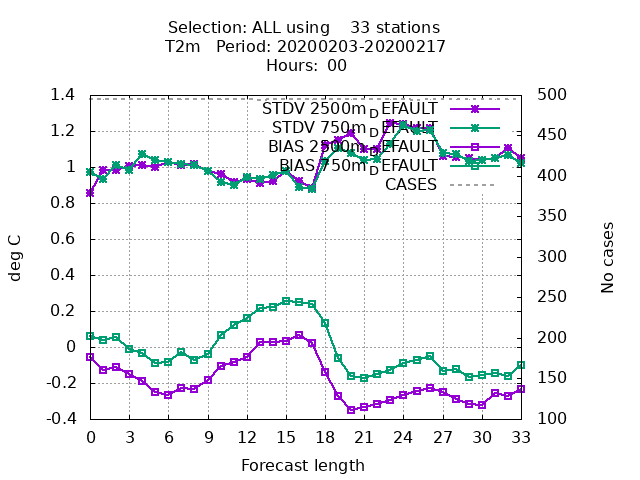 Selection: ALL using 33 stations
T2m Period: 20200203-20200217
Hours: 00
STDV 2500m_DEFAULT
STDV 750m_DEFAULT
BIAS 2500m_DEFAULT
BIAS 750m_DEFAULT
CASES
1.4
1.2
1
0.8
0.6
0.4
0.2
0
-0.2
-0.4
deg C
500
450
400
350
300
250
200
150
100
No cases
0 3 6 9 12 15 18 21 24 27 30 33
Forecast length